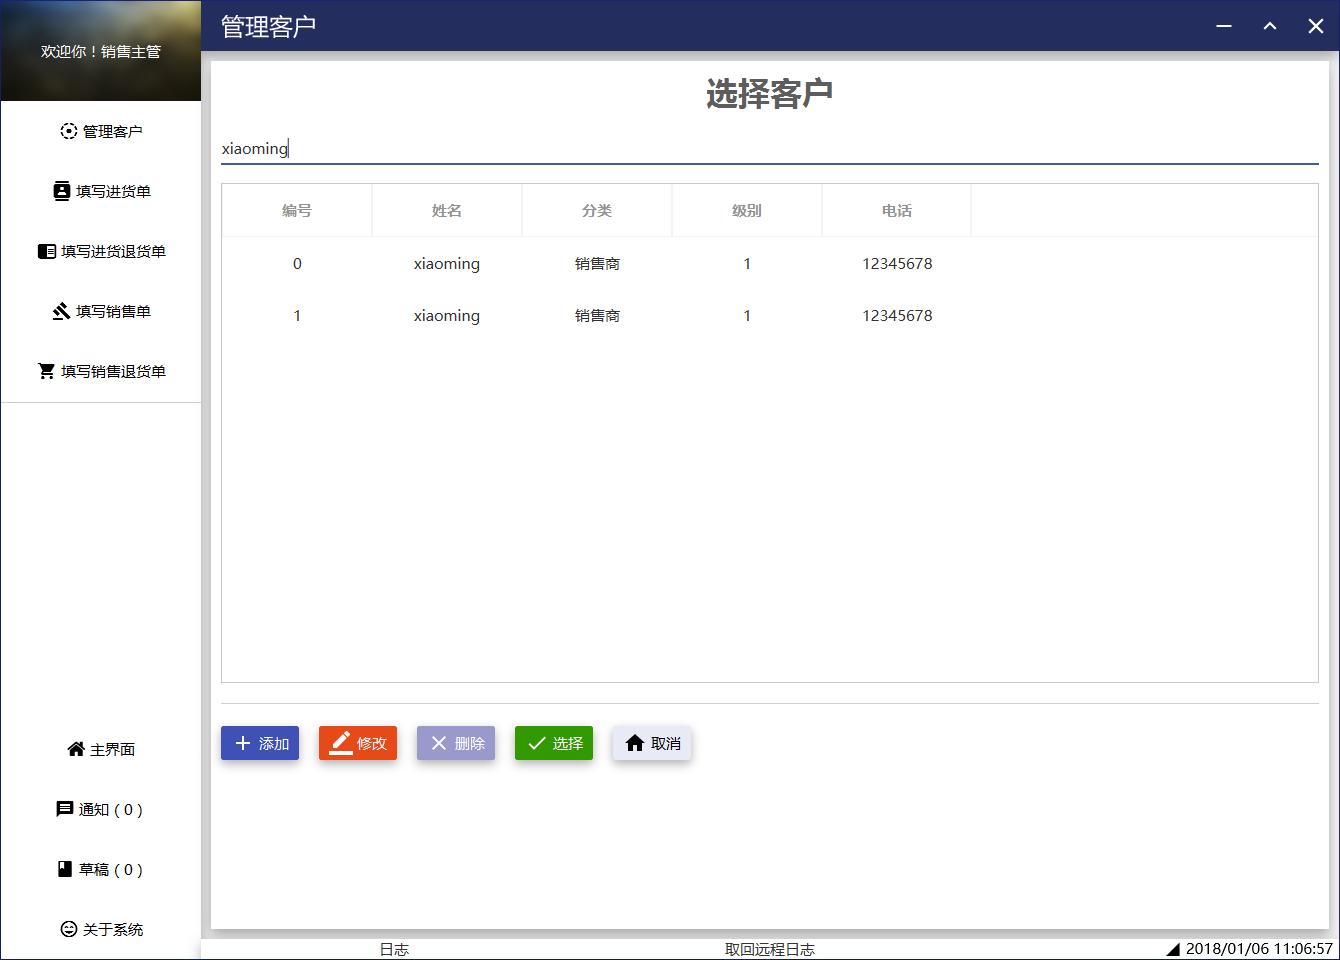 欢迎你！销售主管
管理客户
填写进货单
填写进货退货单
填写销售单
填写销售退货单
主界面
通知 ( 0 )
草稿 ( 0 )
关于系统
管理客户
选择客户
xiaoming
编号 姓名 分类 级别 电话
0 xiaoming 销售商 1 12345678
1 xiaoming 销售商 1 12345678
添加 修改 删除 选择 取消
日志 取回远程日志 2018/01/06 11:06:57